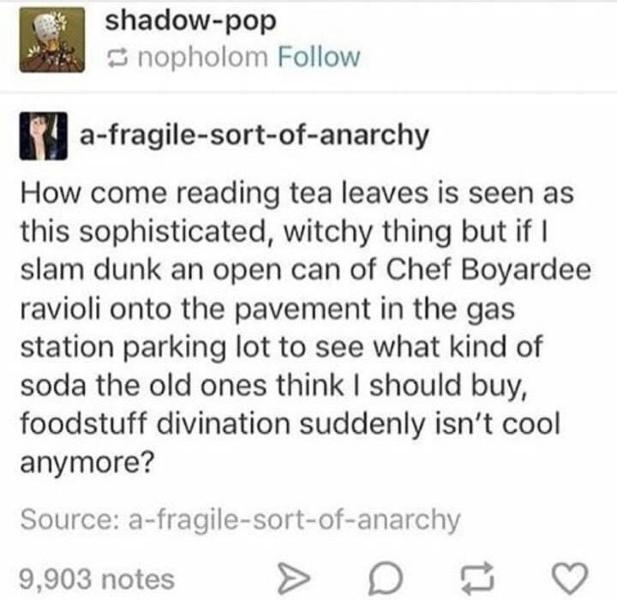 shadow-pop
nopholom Follow
a-fragile-sort-of-anarchy
How come reading tea leaves is seen as
this sophisticated, witchy thing but if I
slam dunk an open can of Chef Boyardee
ravioli onto the pavement in the gas
station parking lot to see what kind of
soda the old ones think I should buy,
foodstuff divination suddenly isn't cool
anymore?
Source: a-fragile-sort-of-anarchy
9,903 notes